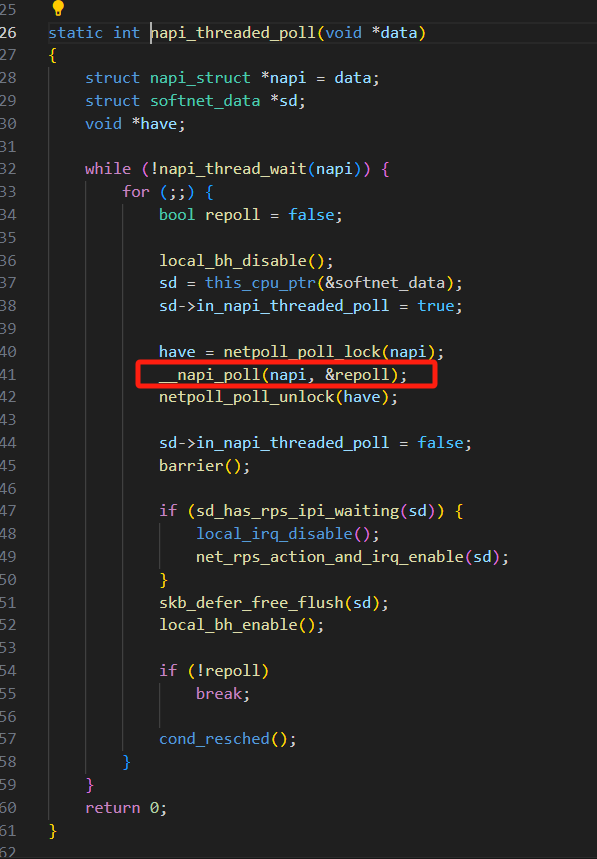 25
26 static int napi_threaded_poll(void *data)
27 {
28     struct napi_struct *napi = data;
29     struct softnet_data *sd;
30     void *have;
31
32     while (!napi_thread_wait(napi)) {
33         for (;;) {
34             bool repoll = false;
35
36             local_bh_disable();
37             sd = this_cpu_ptr(&softnet_data);
38             sd->in_napi_threaded_poll = true;
39
40             have = netpoll_poll_lock(napi);
41             __napi_poll(napi, &repoll);
42             netpoll_poll_unlock(have);
43
44             sd->in_napi_threaded_poll = false;
45             barrier();
46
47             if (sd_has_rps_ipi_waiting(sd)) {
48                 local_irq_disable();
49                 net_rps_action_and_irq_enable(sd);
50             }
51             skb_defer_free_flush(sd);
52             local_bh_enable();
53
54             if (!repoll)
55                 break;
56
57             cond_resched();
58         }
59     }
60     return 0;
61 }
62